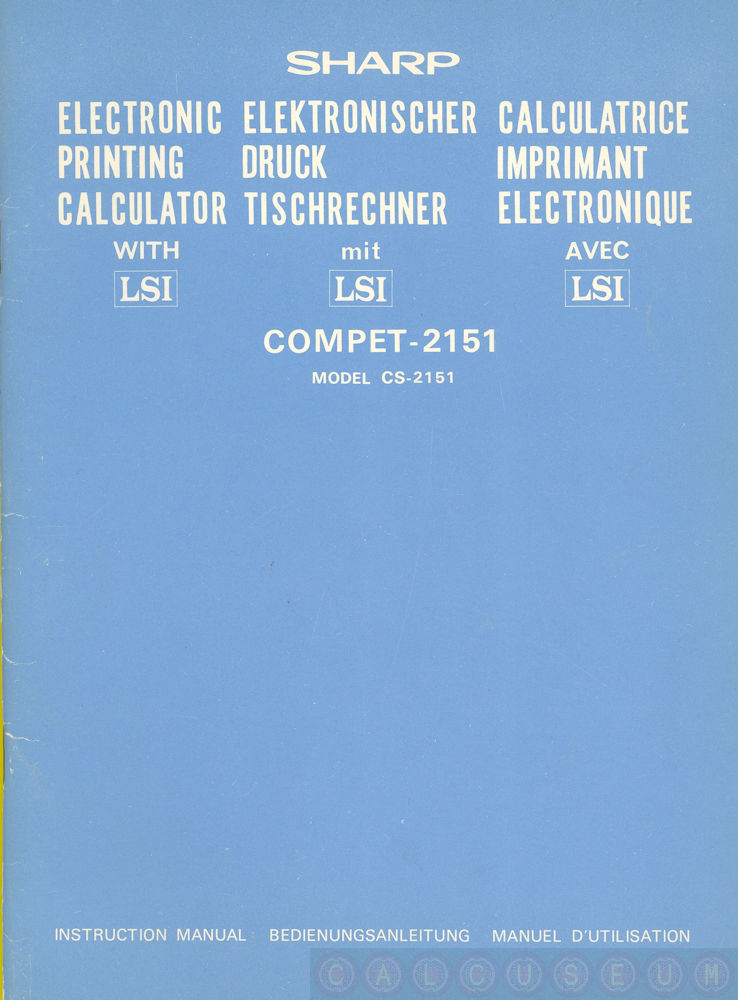 SHARP
ELECTRONIC ELEKTRONISCHER CALCULATRICE
PRINTING DRUCK IMPRIMANT
CALCULATOR TISCHRECHNER ELECTRONIQUE
WITH mit AVEC
LSI LSI LSI
COMPET-2151
MODEL CS-2151
INSTRUCTION MANUAL BEDIENUNGSANLEITUNG MANUEL D'UTILISATION
CALCUSEUM